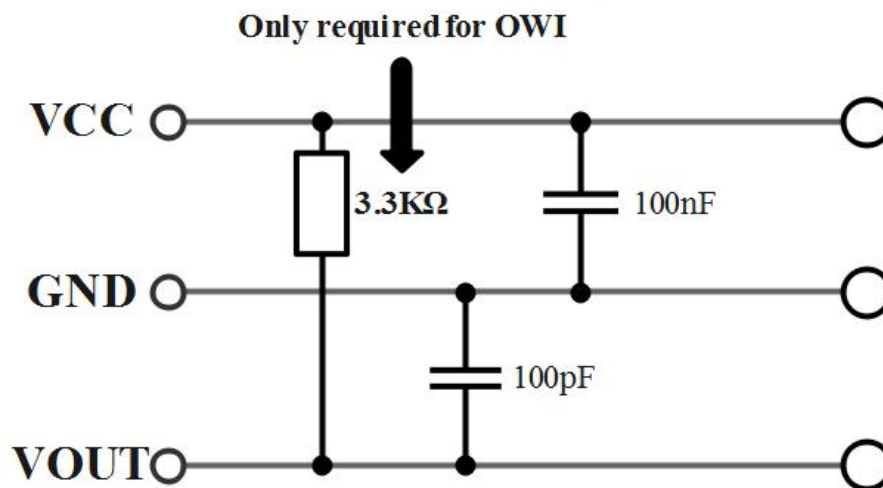 Only required for OWI
VCC
3.3KΩ
100nF
GND
100pF
VOUT